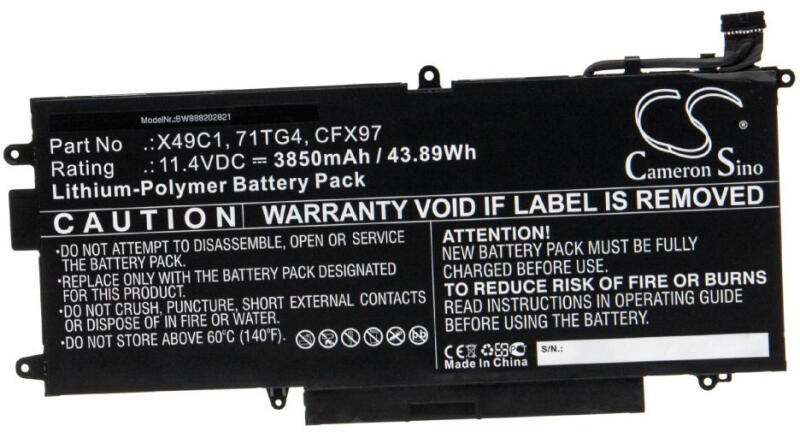 ModelNr.:BW888202821
Part No .: X49C1, 71TG4, CFX97
Rating .: 11.4VDC ⎓ 3850mAh / 43.89Wh
Lithium-Polymer Battery Pack
CS
Cameron Sino
CAUTION
WARRANTY VOID IF LABEL IS REMOVED
•DO NOT ATTEMPT TO DISSEMBLE, OPEN OR SERVICE
THE BATTERY PACK.
•REPLACE ONLY WITH THE BATTERY PACK DESIGNATED
FOR THIS PRODUCT.
•DO NOT CRUSH, PUNCTURE, SHORT EXTERNAL CONTACTS
OR DISPOSE OF IN FIRE OR WATER.
•DO NOT STORE ABOVE 60°C (140°F).
ATTENTION!
NEW BATTERY PACK MUST BE FULLY
CHARGED BEFORE USE.
TO REDUCE RISK OF FIRE OR BURNS
READ INSTRUCTIONS IN OPERATING GUIDE
BEFORE USING THE BATTERY.
CE FC
Made In China
S/N.: